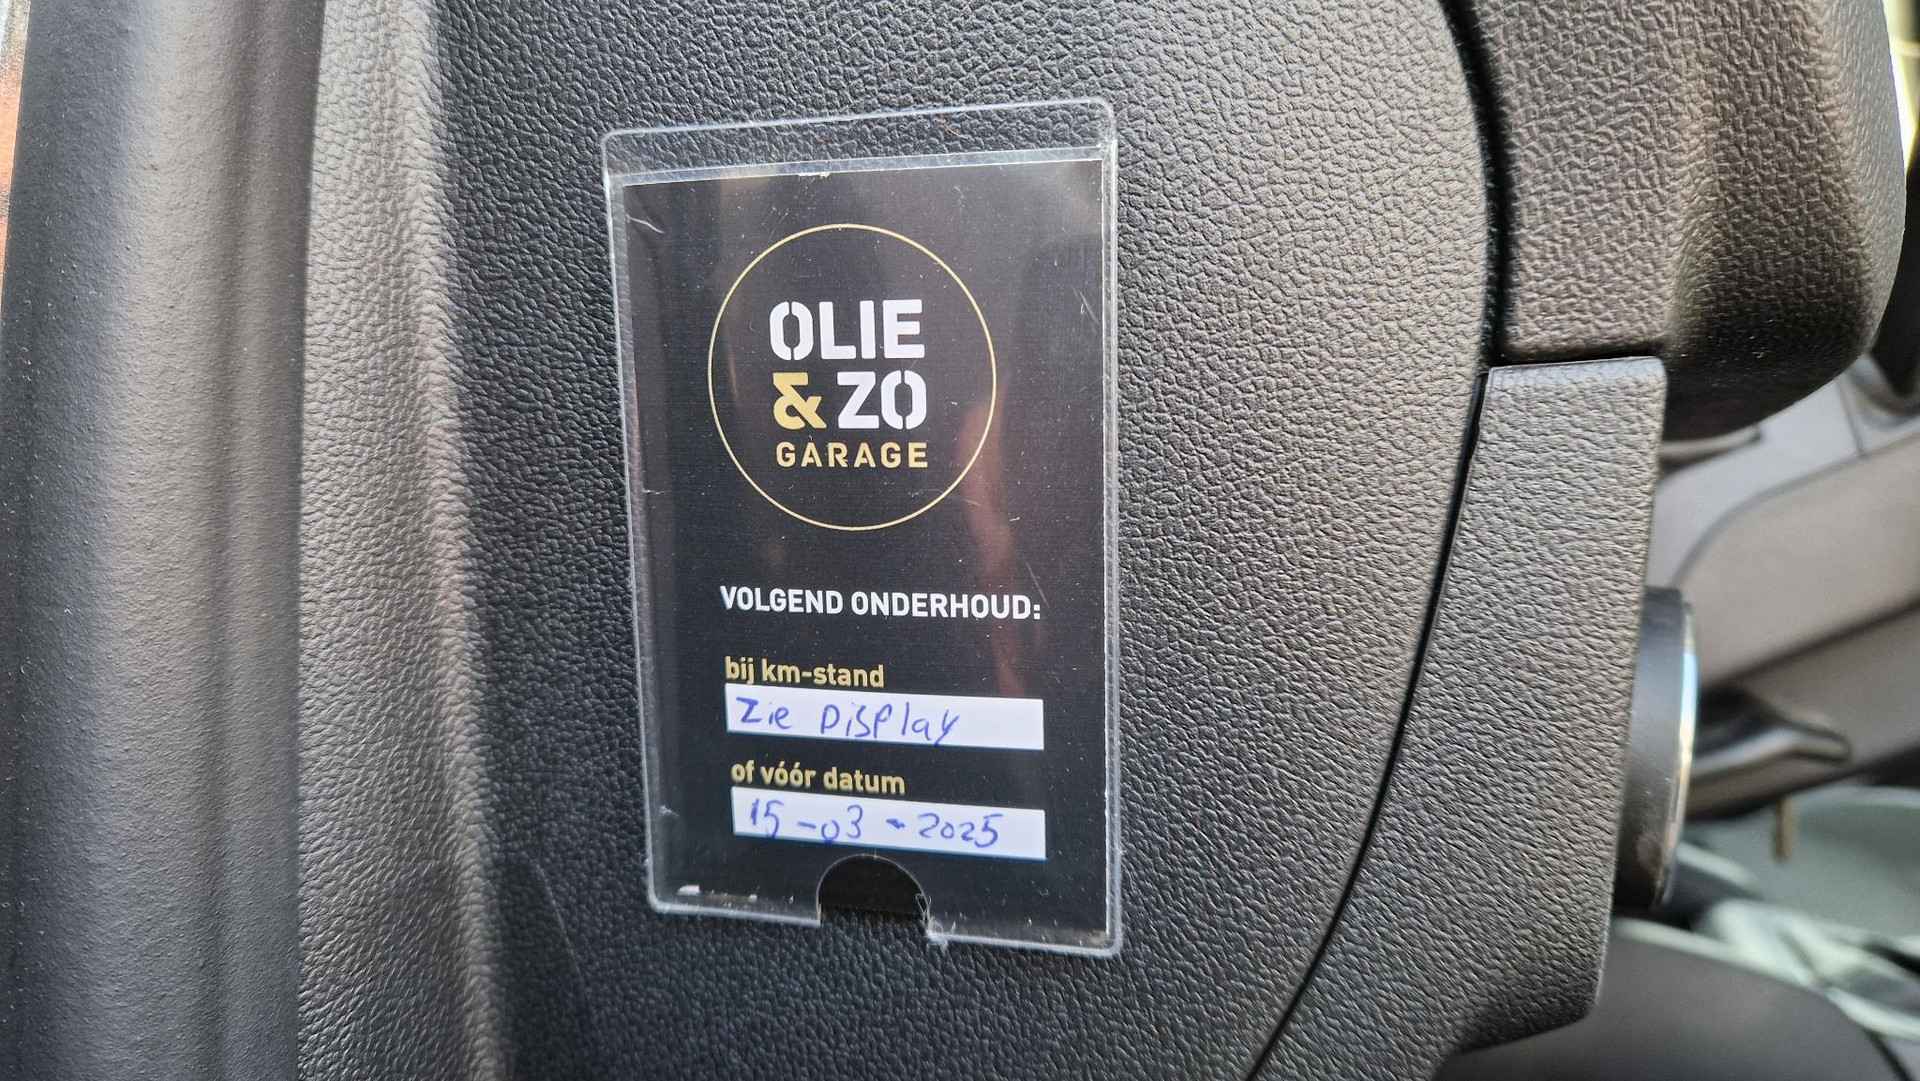 OLIE
& ZO
GARAGE
VOLGEND ONDERHOUD:
bij km-stand
Zie Display
of vóór datum
15-03-2025